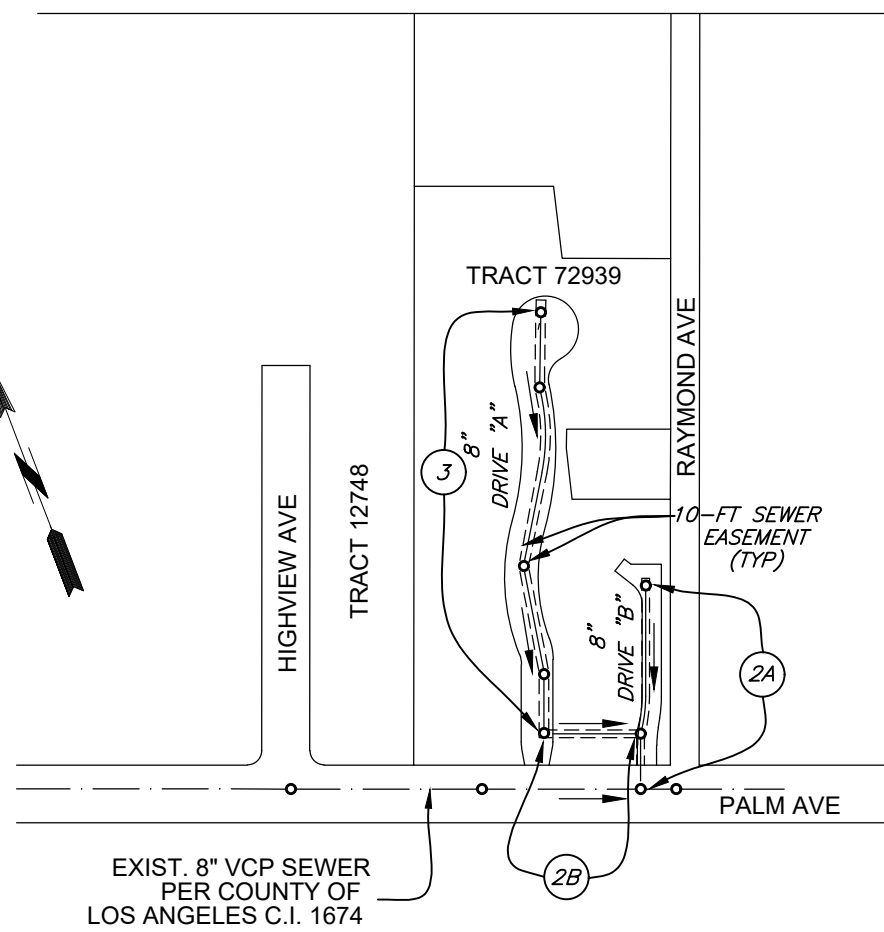 TRACT 72939
RAYMOND AVE
8"
DRIVE "A"
3
10-FT SEWER
EASEMENT
(TYP)
HIGHVIEW AVE
TRACT 12748
8"
DRIVE "B"
2A
PALM AVE
2B
EXIST. 8" VCP SEWER
PER COUNTY OF
LOS ANGELES C.I. 1674